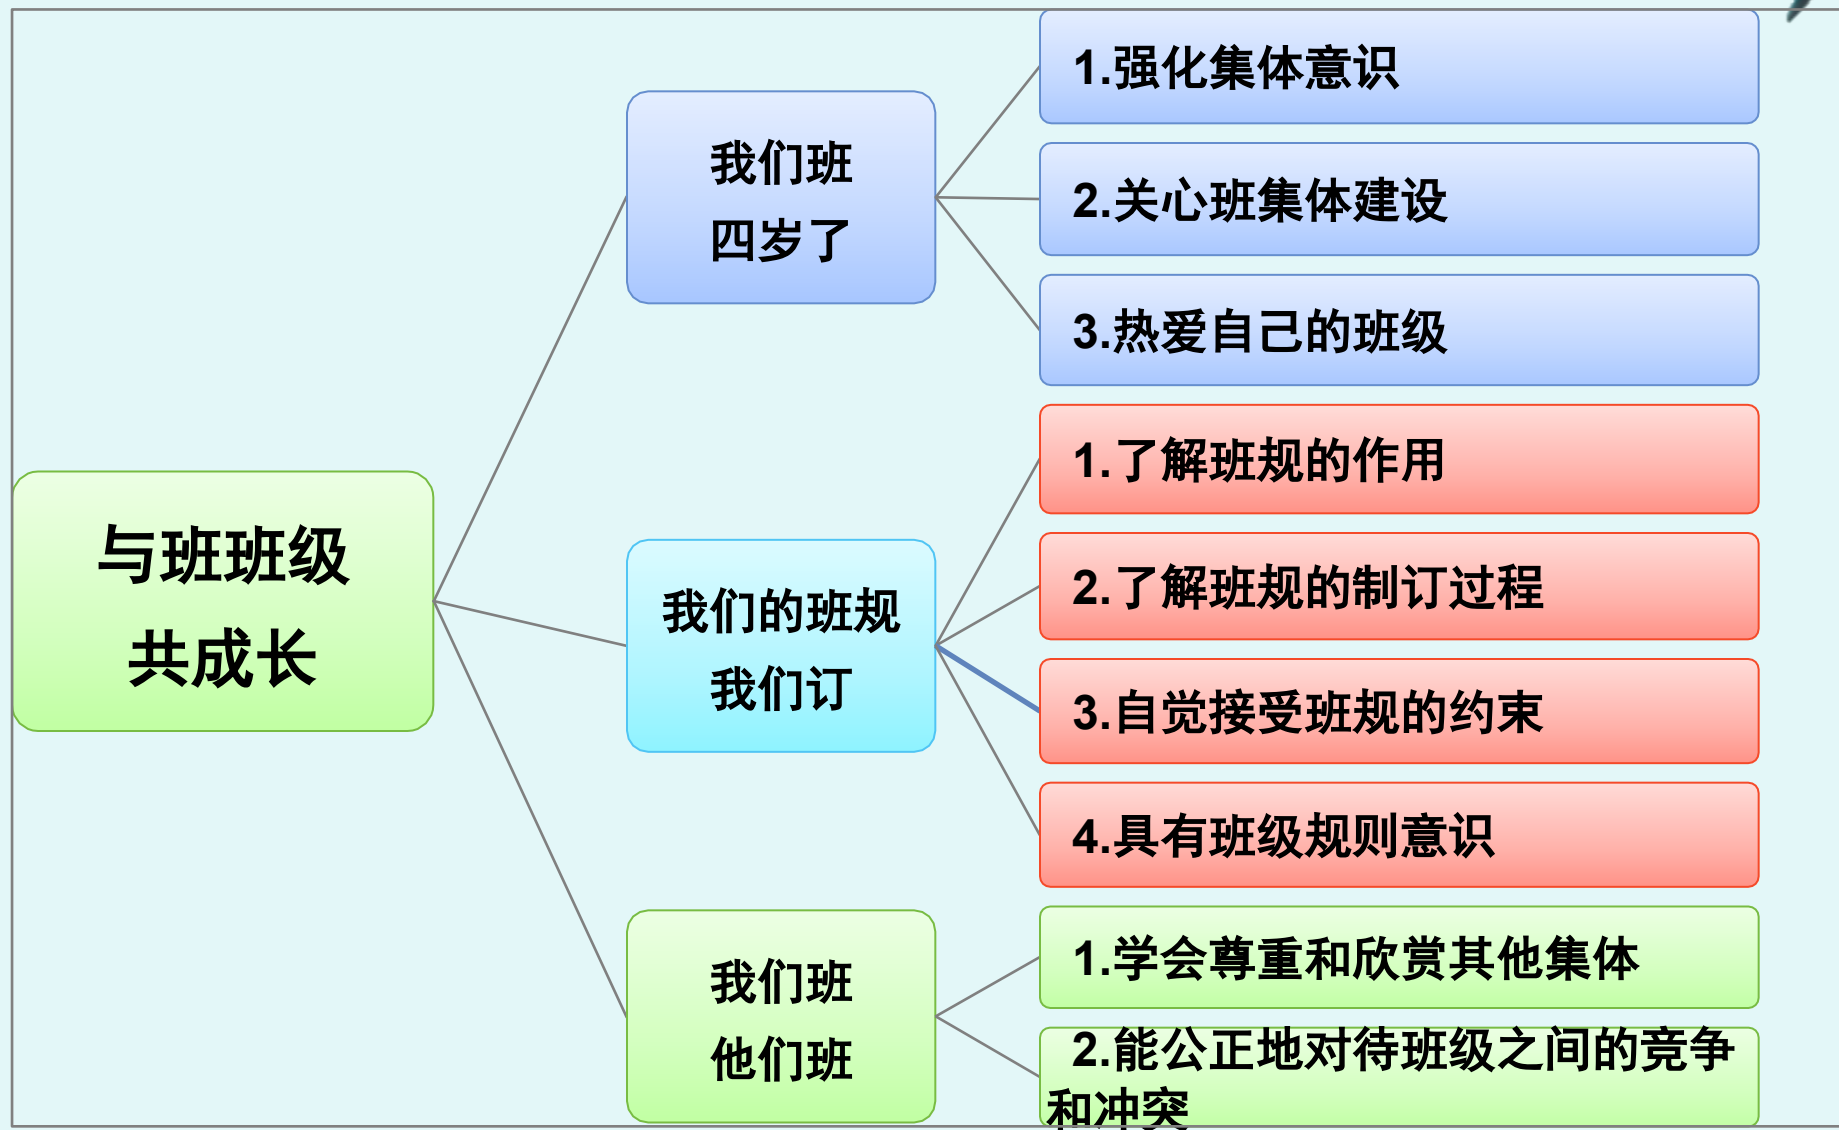 与班班级
共成长
我们班
四岁了
1.强化集体意识
2.关心班集体建设
3.热爱自己的班级
我们的班规
我们订
1.了解班规的作用
2.了解班规的制订过程
3.自觉接受班规的约束
4.具有班级规则意识
我们班
他们班
1.学会尊重和欣赏其他集体
2.能公正地对待班级之间的竞争
和冲突